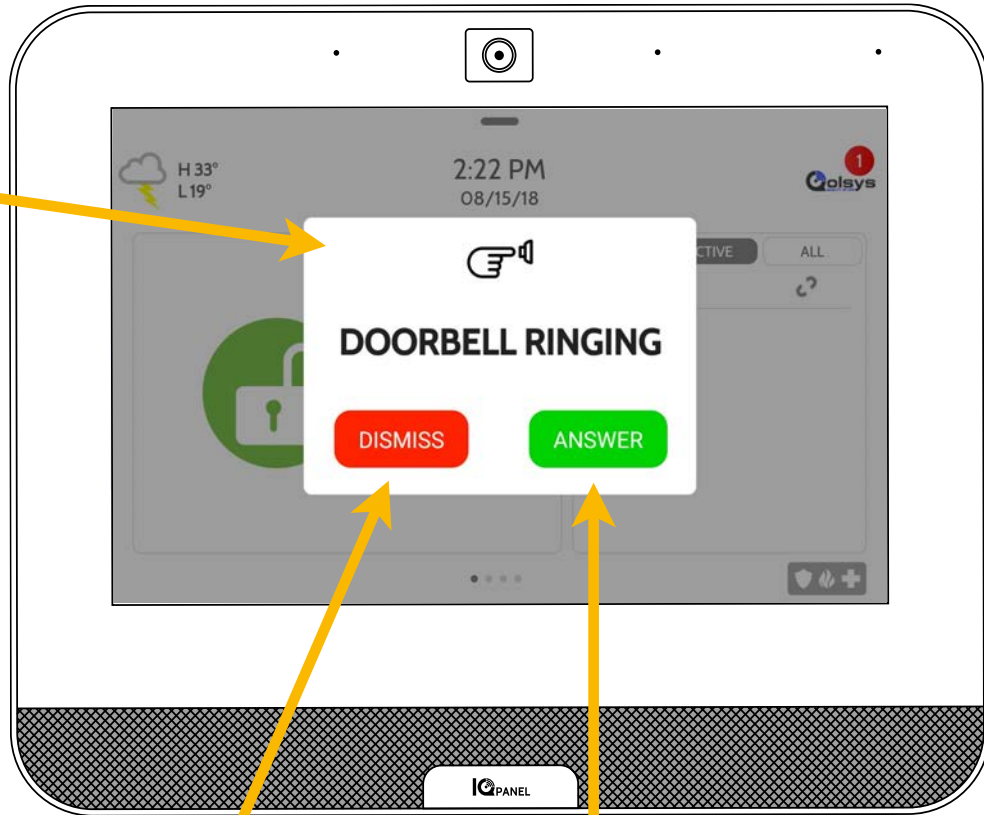 H 33°
L 19°
2:22 PM
08/15/18
1
Qolsys
CTIVE
ALL
DOORBELL RINGING
DISMISS
ANSWER
IQ PANEL